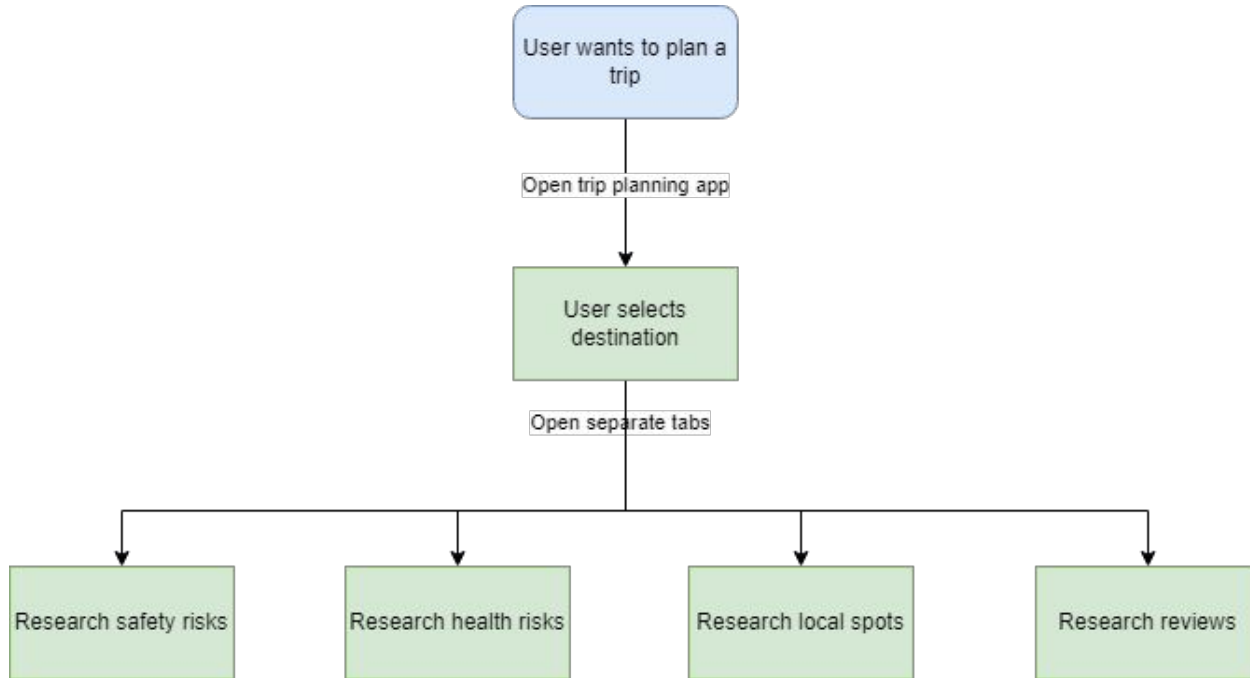 User wants to plan a
trip
Open trip planning app
User selects
destination
Open separate tabs
Research safety risks
Research health risks
Research local spots
Research reviews